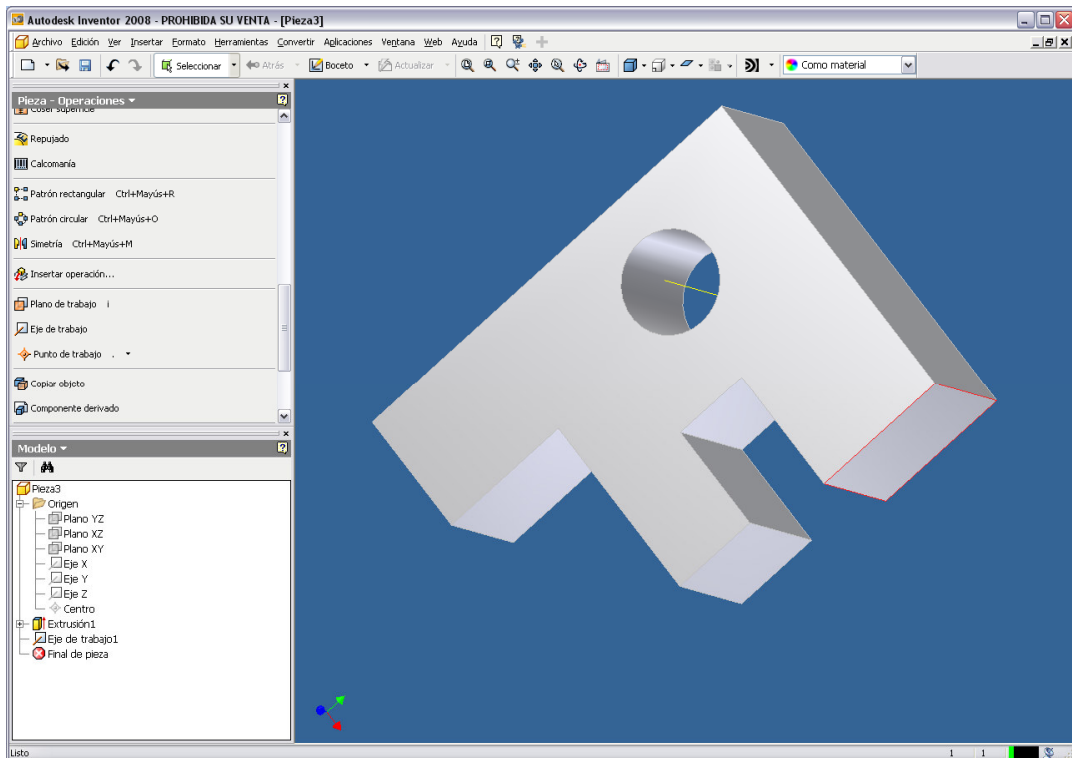 Autodesk Inventor 2008 - PROHIBIDA SU VENTA - [Pieza3]
Archivo Edición Ver Insertar Formato Herramientas Convertir Aplicaciones Ventana Web Ayuda
Seleccionar Atrás Boceto Actualizar Como material
Pieza - Operaciones
Coser superficie
Repujado
Calcomanía
Patrón rectangular Ctrl+Mayús+R
Patrón circular Ctrl+Mayús+O
Simetría Ctrl+Mayús+M
Insertar operación...
Plano de trabajo i
Eje de trabajo
Punto de trabajo .
Copiar objeto
Componente derivado
Modelo
Pieza3
Origen
Plano YZ
Plano XZ
Plano XY
Eje X
Eje Y
Eje Z
Centro
Extrusión1
Eje de trabajo1
Final de pieza
Listo 1 1